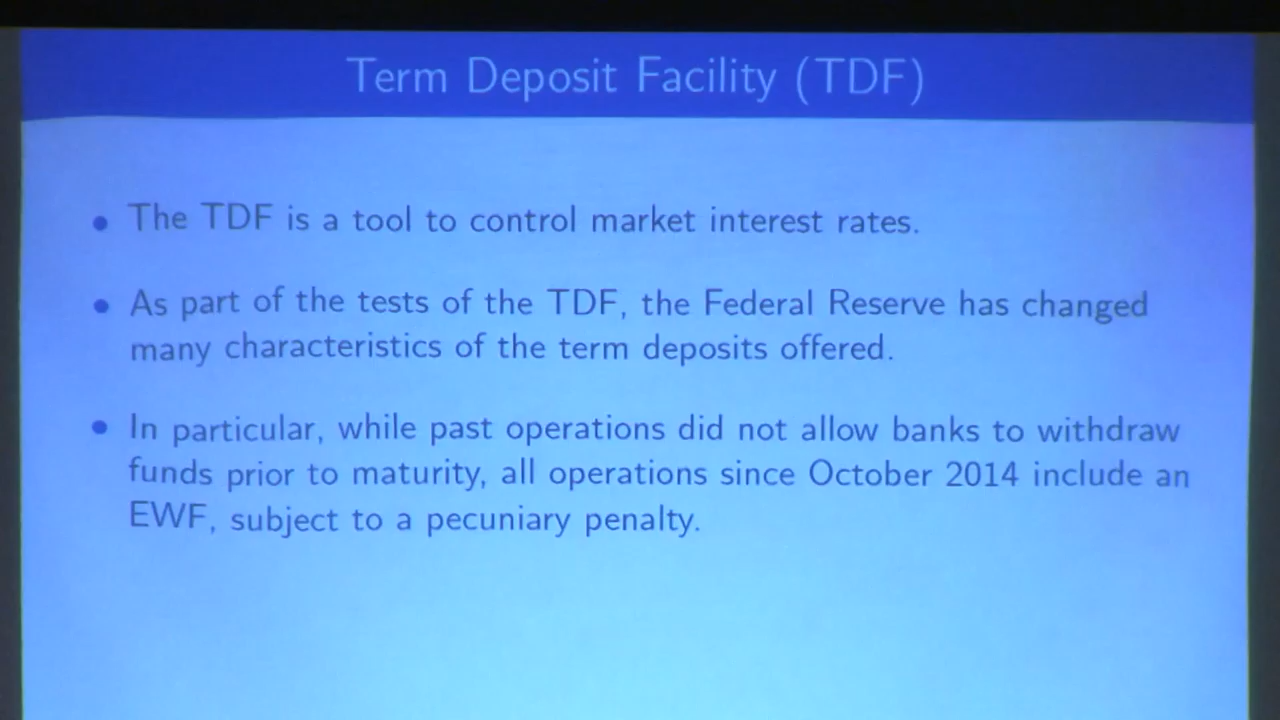 Term Deposit Facility (TDF)
• The TDF is a tool to control market interest rates.
• As part of the tests of the TDF, the Federal Reserve has changed
many characteristics of the term deposits offered.
• In particular, while past operations did not allow banks to withdraw
funds prior to maturity, all operations since October 2014 include an
EWF, subject to a pecuniary penalty.